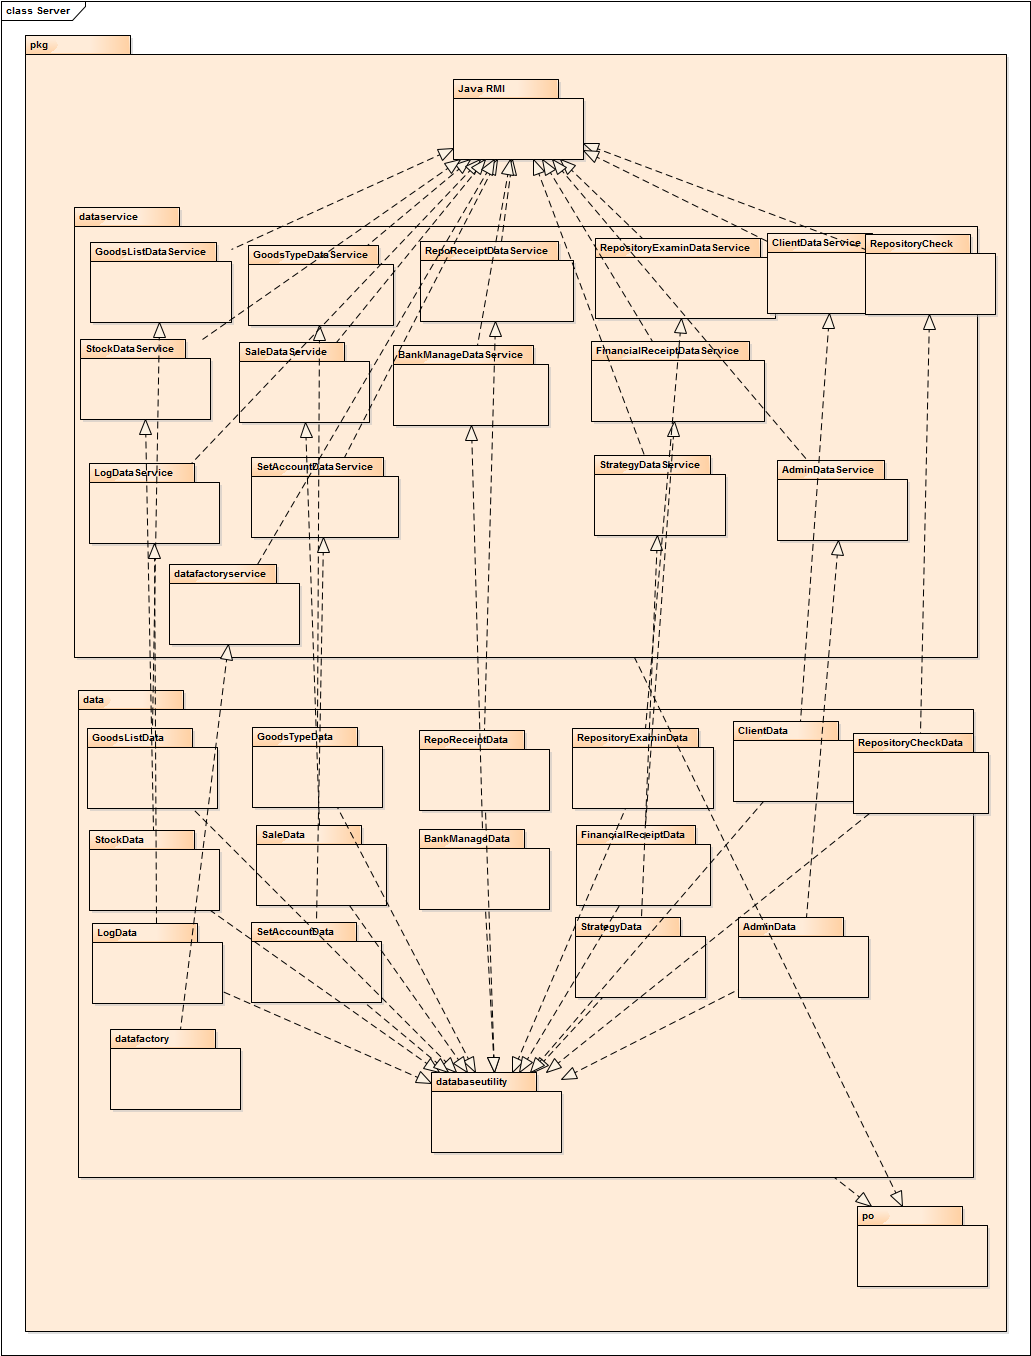 class Server
pkg
Java RMI
dataservice
GoodsListDataService
GoodsTypeDataService
RepoReceiptDataService
RepositoryExaminDataService
ClientDataService
RepositoryCheck
StockDataService
SaleDataService
BankManageDataService
FinancialReceiptDataService
LogDataService
SetAccountDataService
StrategyDataService
AdminDataService
datafactoryservice
data
GoodsListData
GoodsTypeData
RepoReceiptData
RepositoryExaminData
ClientData
RepositoryCheckData
StockData
SaleData
BankManageData
FinancialReceiptData
LogData
SetAccountData
StrategyData
AdminData
datafactory
databaseutility
po